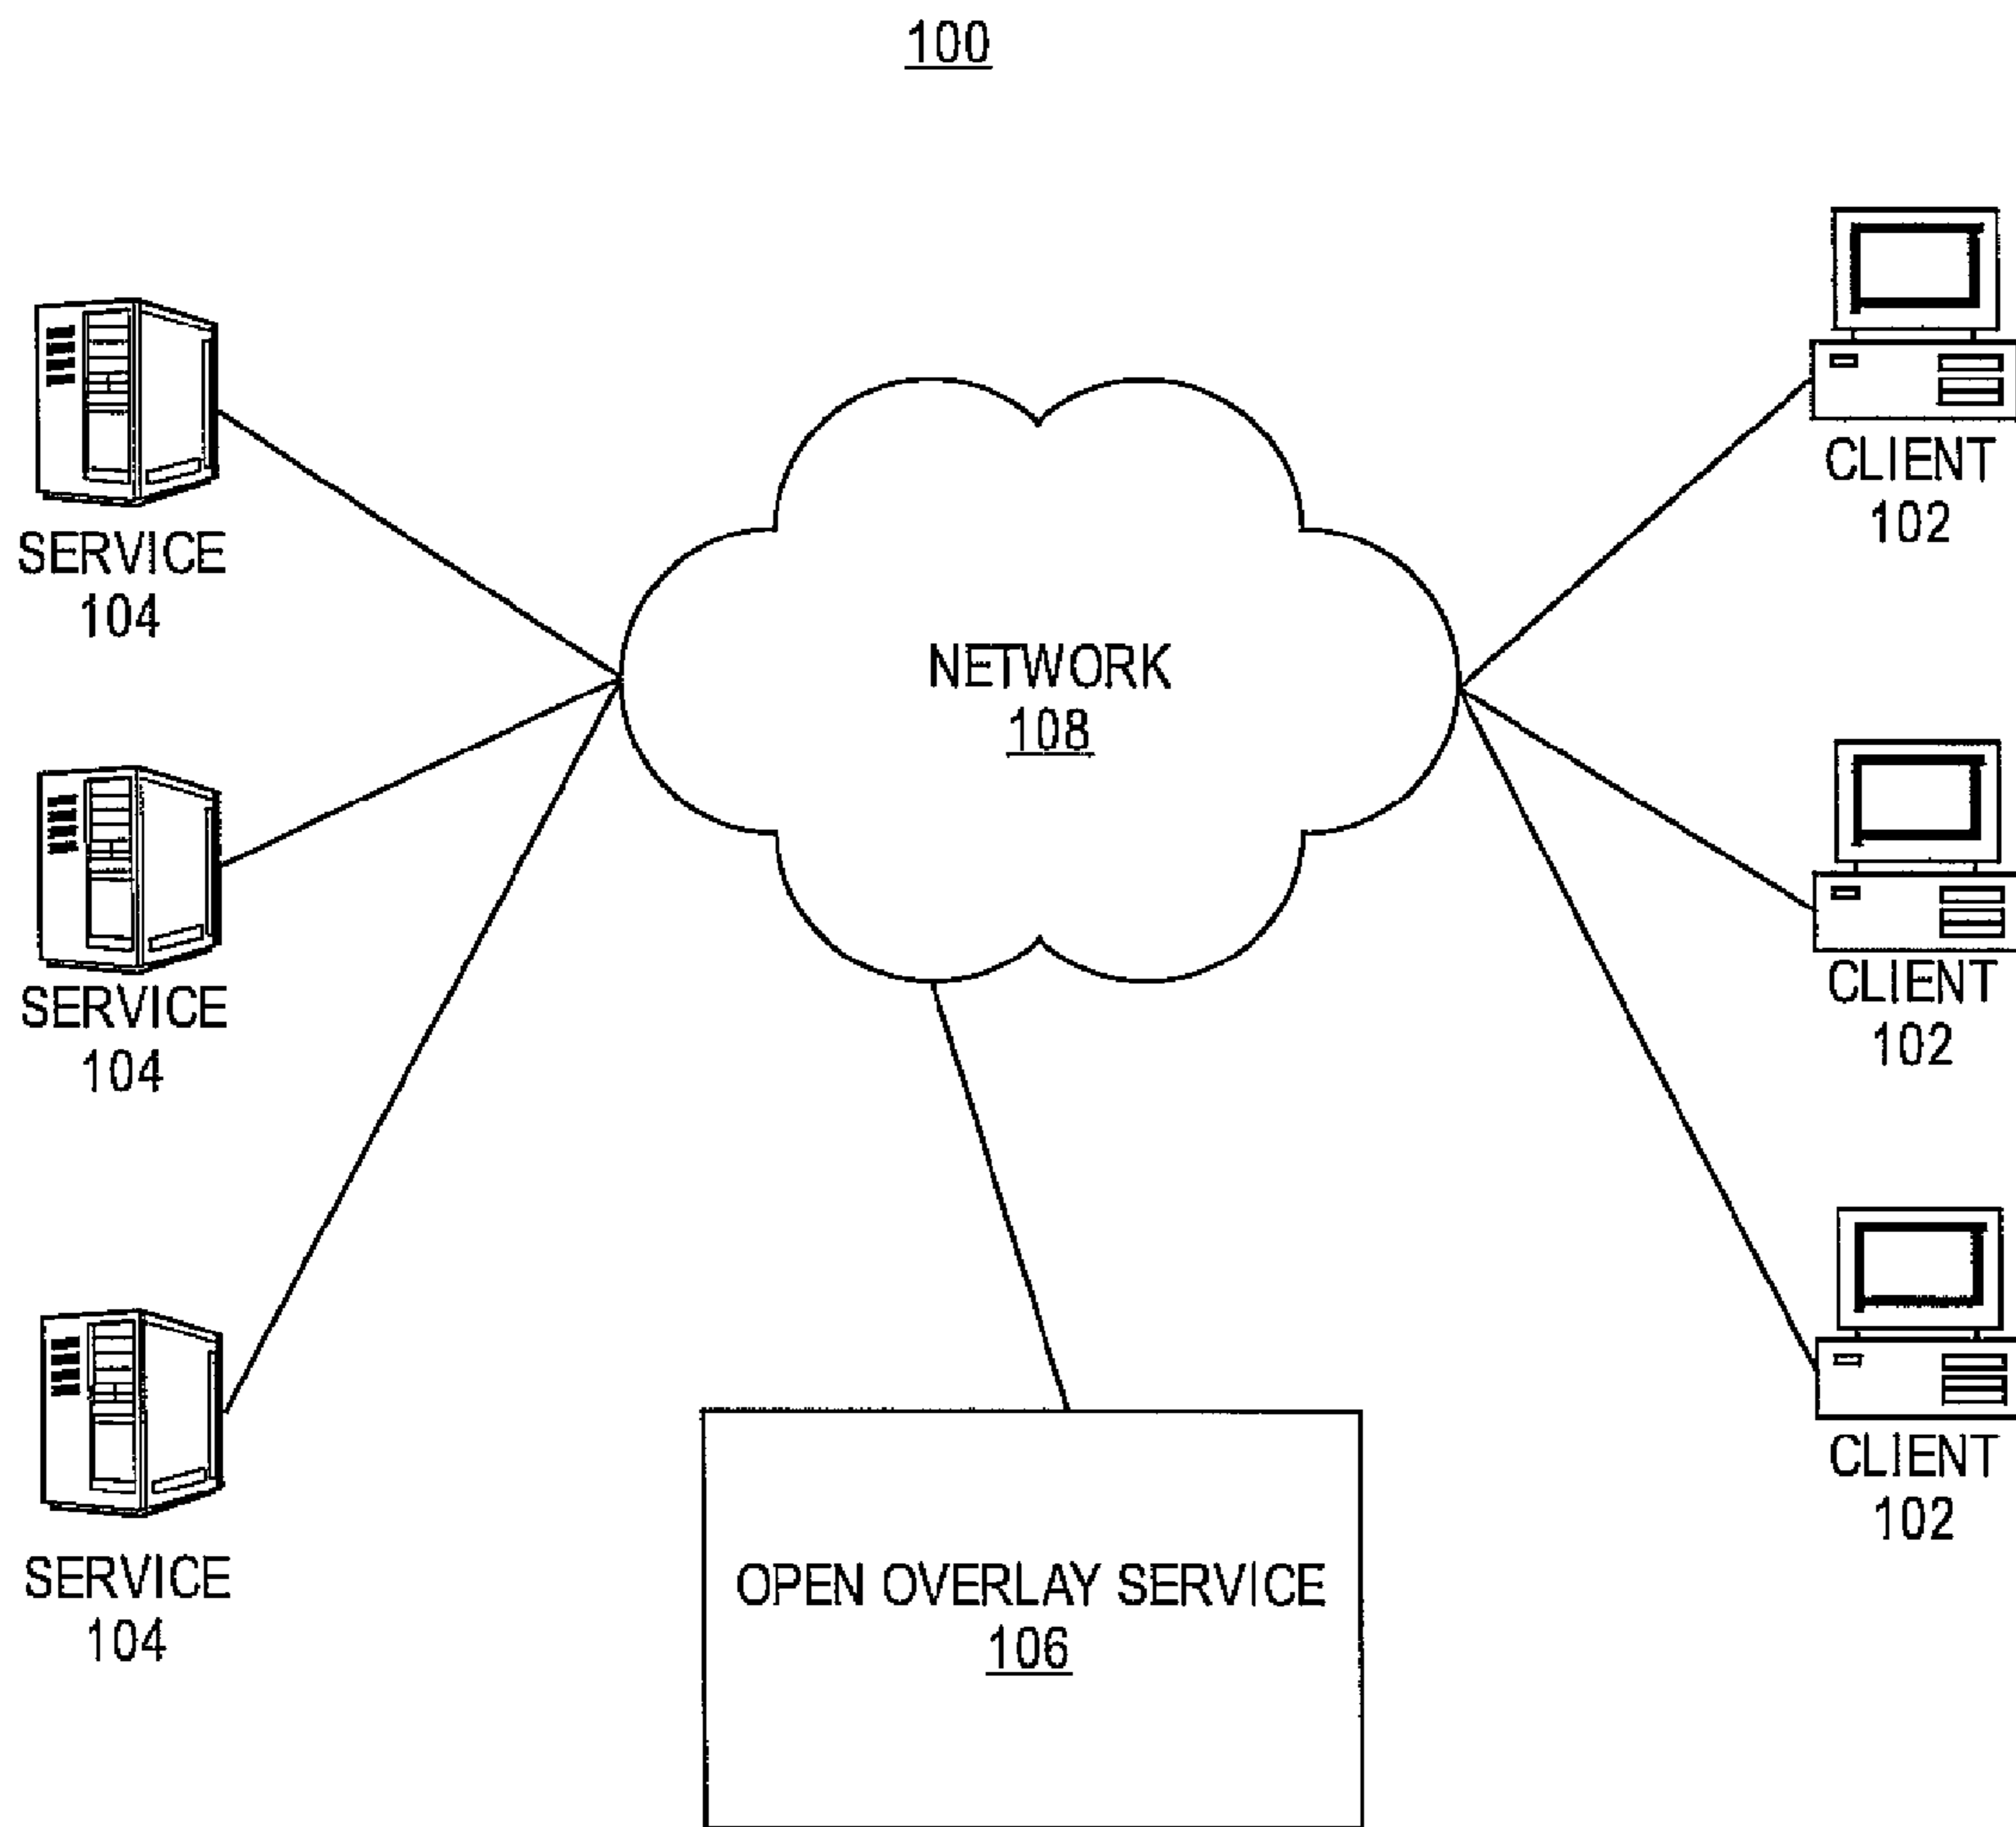 100
SERVICE
104
SERVICE
104
SERVICE
104
NETWORK
108
OPEN OVERLAY SERVICE
106
CLIENT
102
CLIENT
102
CLIENT
102